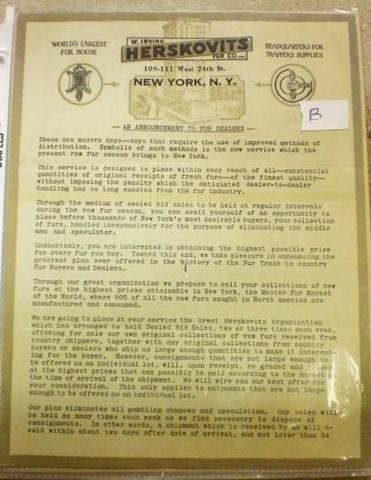 W. IRVING
HERSKOVITS
FUR CO. INC.
WORLD'S LARGEST
FUR HOUSE
HEADQUARTERS FOR
TRAPPERS SUPPLIES
109-111 West 24th St.
NEW YORK, N. Y.
B
— AN ANNOUNCEMENT TO FUR DEALERS —
These are modern days—days that require the use of improved methods of
distribution. Symbolic of such methods is the new service which the
present raw fur season brings to New York.
This service is designed to place within easy reach of all—substantial
quantities of original receipts of fresh furs—of the finest quality—
without imposing the penalty which the antiquated dealer-to-dealer
handling has so long exacted from the fur industry.
Through the medium of sealed bid sales to be held at regular intervals
during the raw fur season, you can avail yourself of an opportunity to
place before thousands of New York's most desirable buyers, your collection
of furs, handled inexpensively for the purpose of eliminating the middle
men and speculator.
Undoubtedly, you are interested in obtaining the highest possible price
for every fur you buy. Toward this end, we take pleasure in announcing the
greatest plan ever offered in the history of the Fur Trade to country
Fur Buyers and Dealers.
Through our great organization we propose to sell your collections of raw
furs at the highest prices obtainable in New York, the Master Fur Market
of the World, where 90% of all the raw furs caught in North America are
manufactured and consumed.
We are going to place at your service the Great Herskovits Organization
which has arranged to hold Sealed Bid Sales, two or three times each week,
offering for sale our own original collections of raw furs received from
country shippers, together with any original collections from country
buyers or dealers who ship us large enough quantities to make it interest-
ing for the buyer. However, consignments that are not large enough to
be offered as an individual lot, will, upon receipt, be graded and
at the highest prices that can possibly be paid according to the market at
the time of arrival of the shipment. We will wire you our best offer for
your consideration. This only applies to shipments that are not large
enough to be offered as an individual lot.
Our plan eliminates all gambling chances and speculation. Our sales will
be held as many times each week as we find necessary to dispose of
consignments. In other words, a shipment which is received by us will be
sold within about two days after date of arrival, and not later than 24